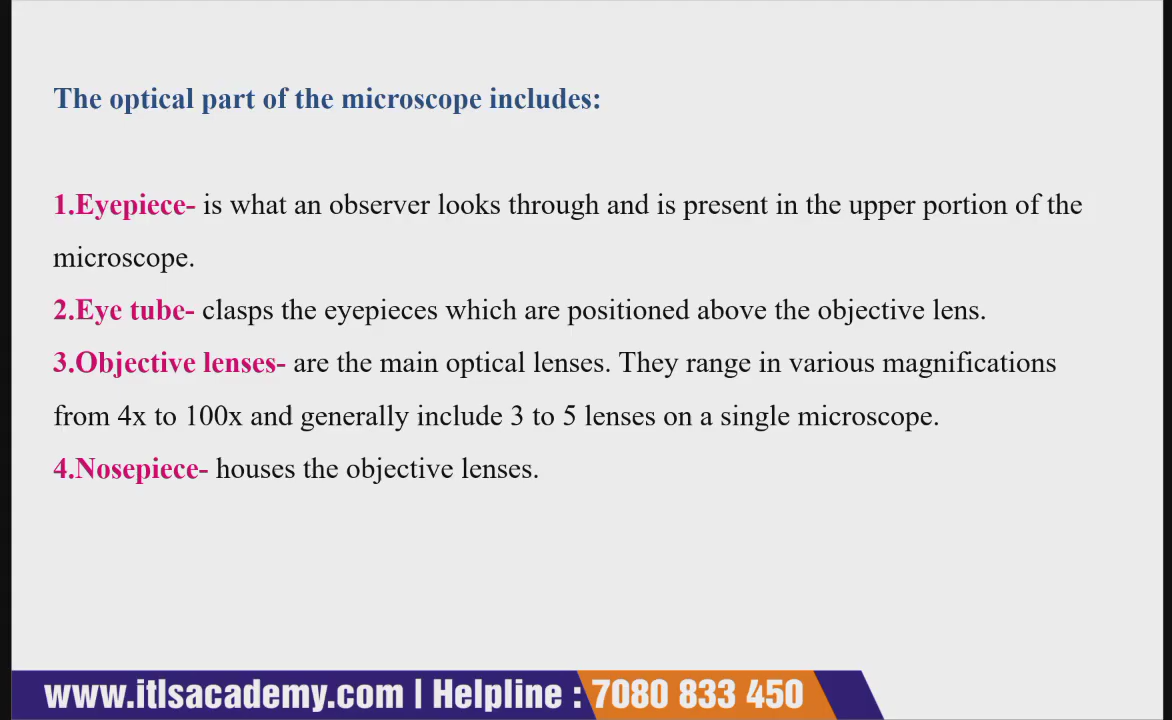 The optical part of the microscope includes:
1.Eyepiece- is what an observer looks through and is present in the upper portion of the
microscope.
2.Eye tube- clasps the eyepieces which are positioned above the objective lens.
3.Objective lenses- are the main optical lenses. They range in various magnifications
from 4x to 100x and generally include 3 to 5 lenses on a single microscope.
4.Nosepiece- houses the objective lenses.
www.itlsacademy.com | Helpline : 7080 833 450